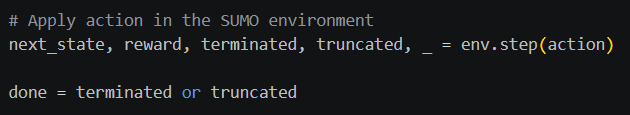 # Apply action in the SUMO environment
next_state, reward, terminated, truncated, _ = env.step(action)
done = terminated or truncated